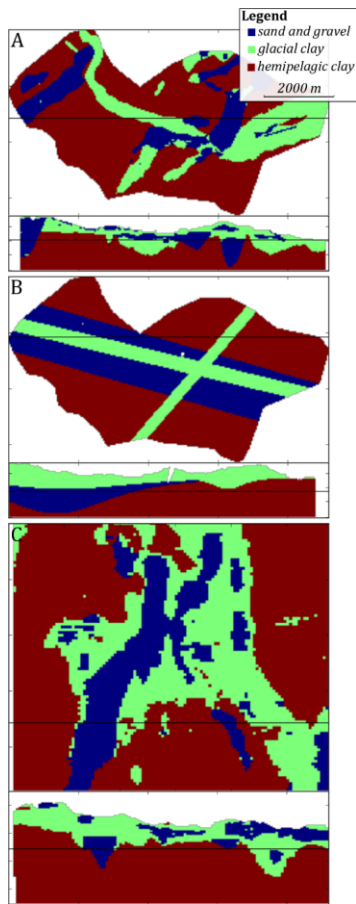 Legend
sand and gravel
glacial clay
hemipelagic clay
2000 m
A
B
C